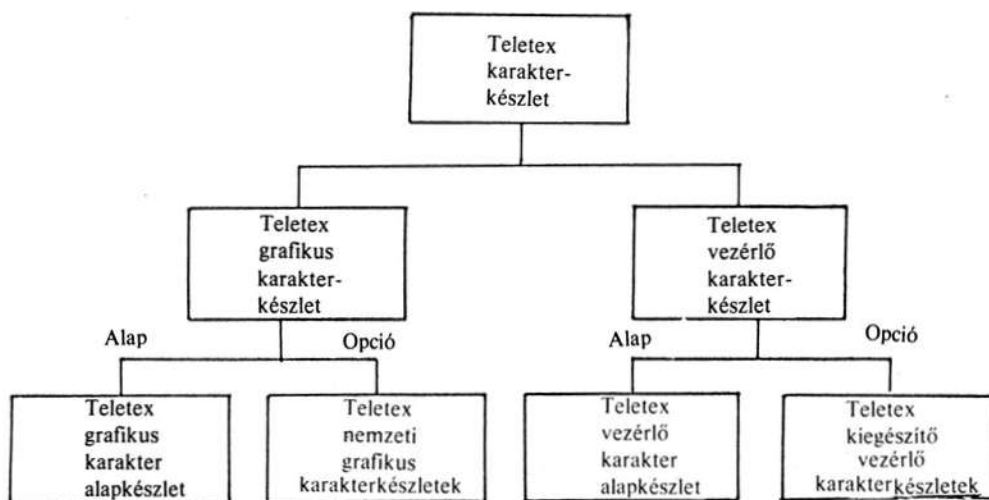 Teletex
karakter-
készlet
Teletex
grafikus
karakter-
készlet
Teletex
vezérlő
karakter-
készlet
Alap
Opció
Alap
Opció
Teletex
grafikus
karakter
alapkészlet
Teletex
nemzeti
grafikus
karakterkészletek
Teletex
vezérlő
karakter
alapkészlet
Teletex
kiegészítő
vezérlő
karakterkészletek